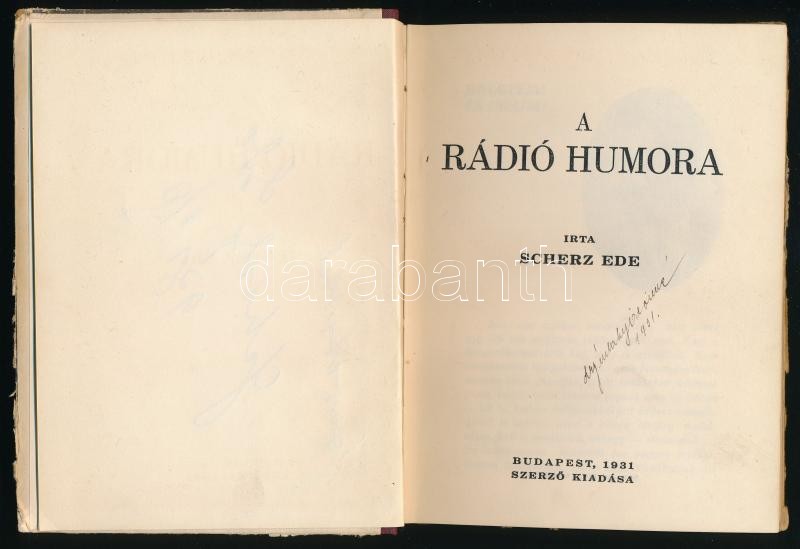 A
RÁDIÓ HUMORA
IRTA
SCHERZ EDE
1931.
BUDAPEST, 1931
SZERZŐ KIADÁSA
darabanth